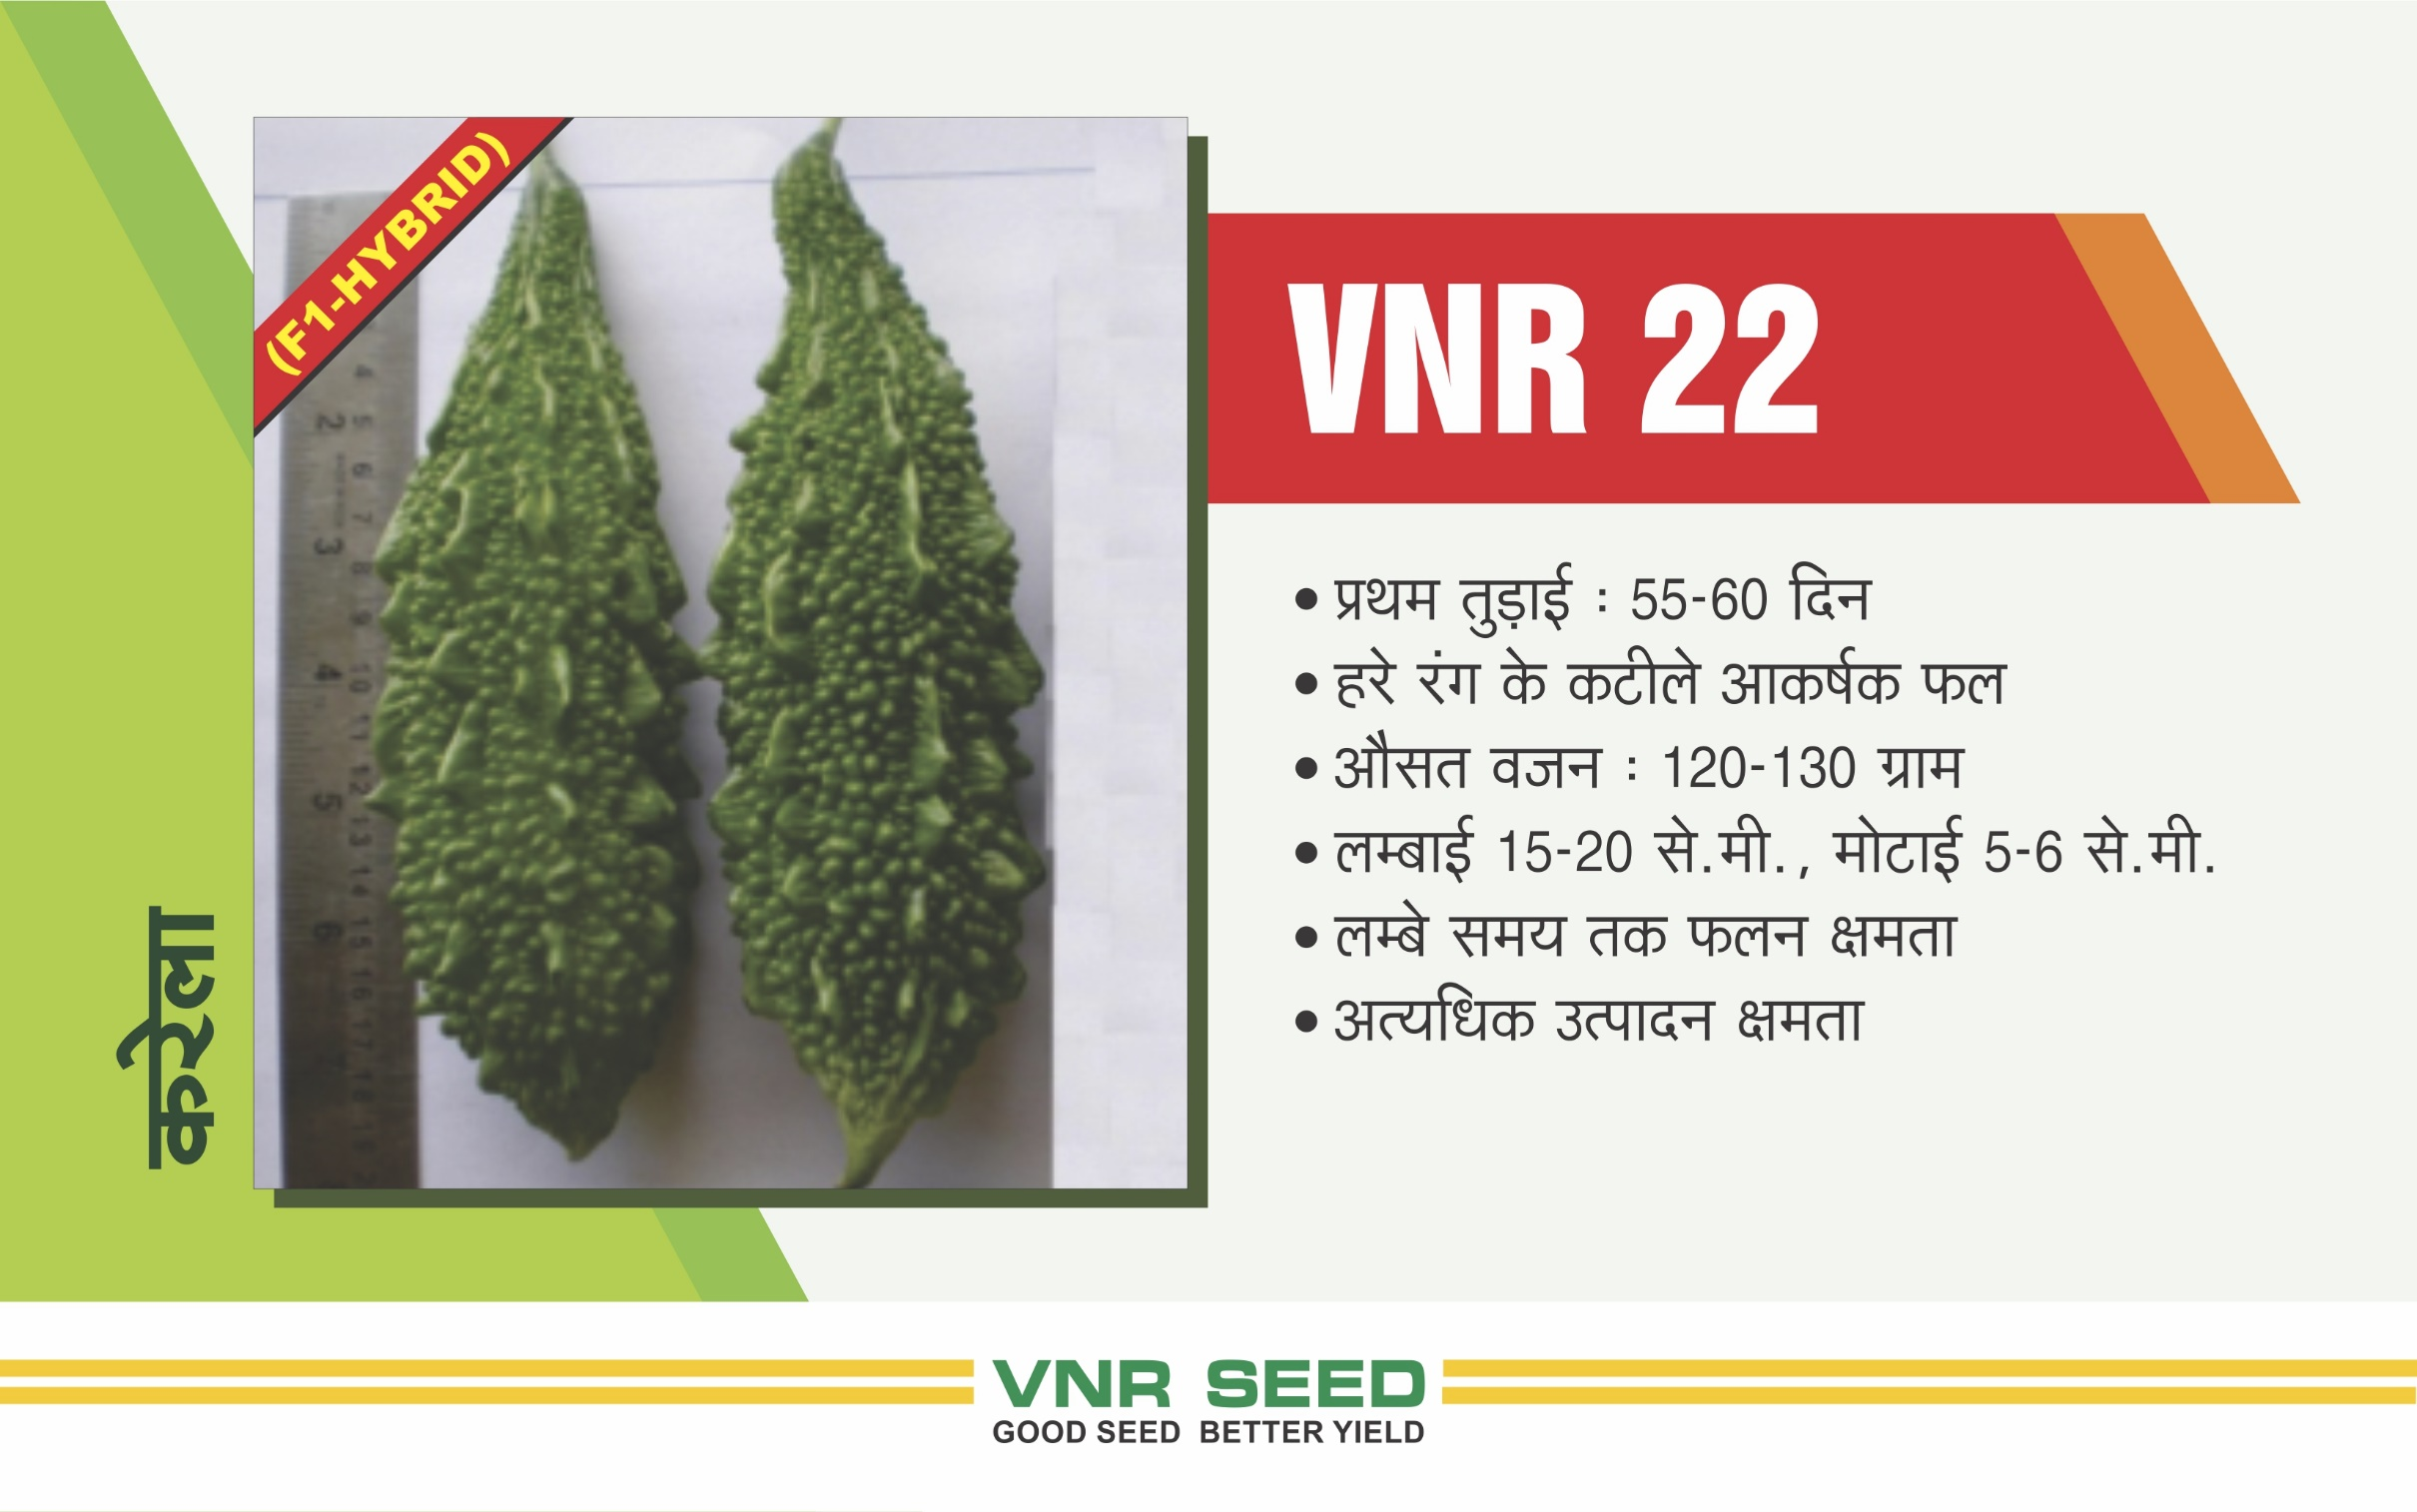 (F1-HYBRID)
करेला
VNR 22
• प्रथम तुड़ाई : 55-60 दिन
• हरे रंग के कटीले आकर्षक फल
• औसत वजन : 120-130 ग्राम
• लम्बाई 15-20 से.मी., मोटाई 5-6 से.मी.
• लम्बे समय तक फलन क्षमता
• अत्यधिक उत्पादन क्षमता
VNR SEED
GOOD SEED BETTER YIELD